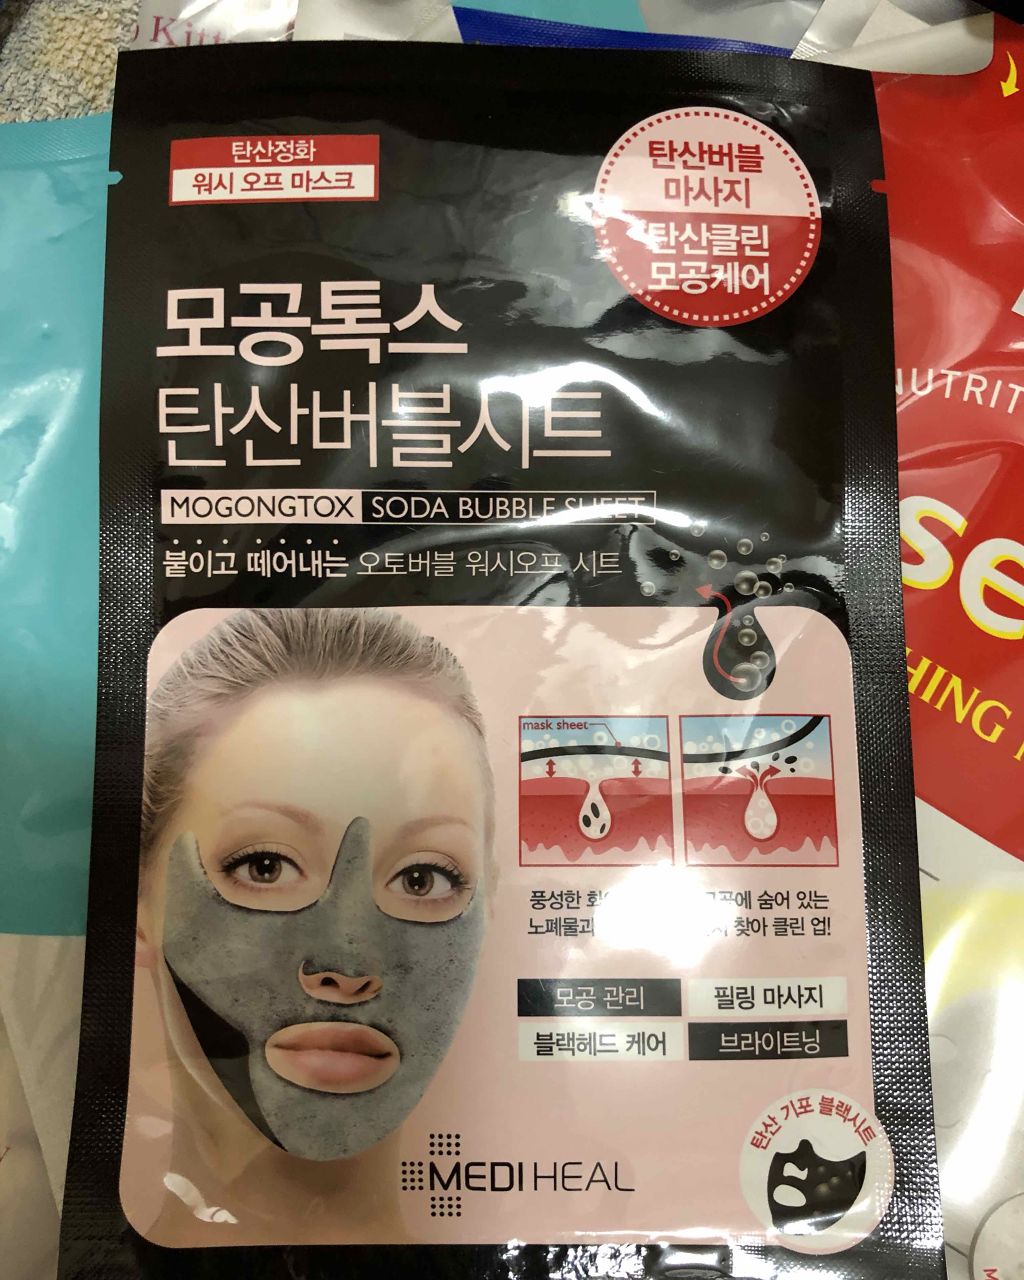 Kitt
탄산정화
워시 오프 마스크
탄산버블
마사지
탄산클린
모공케어
모공톡스
탄산버블시트
MOGONGTOX SODA BUBBLE SHEET
붙이고 떼어내는 오토버블 워시오프 시트
NUTRIT
se
HING
mask sheet
풍성한 모공에 숨어 있는
노폐물과 찾아 클린 업!
모공 관리 필링 마사지
블랙헤드 케어 브라이트닝
탄산 기포 블랙시트
MEDIHEAL